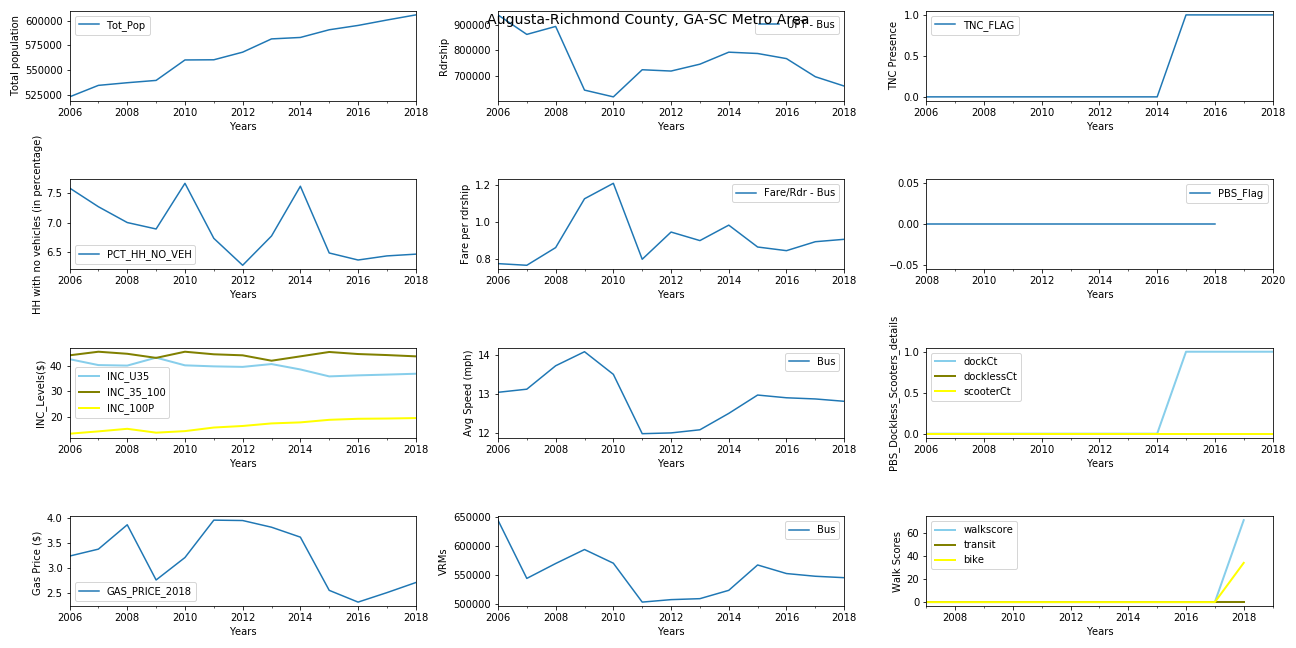 Augusta-Richmond County, GA-SC Metro Area
Total population
600000
575000
550000
525000
Tot_Pop
2006 2008 2010 2012 2014 2016 2018
Years
Rdrship
900000
800000
700000
UPT - Bus
2006 2008 2010 2012 2014 2016 2018
Years
TNC Presence
1.0
0.5
0.0
TNC_FLAG
2006 2008 2010 2012 2014 2016 2018
Years
HH with no vehicles (in percentage)
7.5
7.0
6.5
PCT_HH_NO_VEH
2006 2008 2010 2012 2014 2016 2018
Years
Fare per rdrship
1.2
1.0
0.8
Fare/Rdr - Bus
2006 2008 2010 2012 2014 2016 2018
Years
0.05
0.00
−0.05
PBS_Flag
2008 2010 2012 2014 2016 2018 2020
Years
INC_Levels($)
40
30
20
INC_U35
INC_35_100
INC_100P
2006 2008 2010 2012 2014 2016 2018
Years
Avg Speed (mph)
14
13
12
Bus
2006 2008 2010 2012 2014 2016 2018
Years
PBS_Dockless_Scooters_details
1.0
0.5
0.0
dockCt
docklessCt
scooterCt
2008 2010 2012 2014 2016 2018
Years
Gas Price ($)
4.0
3.5
3.0
2.5
GAS_PRICE_2018
2006 2008 2010 2012 2014 2016 2018
Years
VRMs
650000
600000
550000
500000
Bus
2006 2008 2010 2012 2014 2016 2018
Years
Walk Scores
60
40
20
0
walkscore
transit
bike
2008 2010 2012 2014 2016 2018
Years